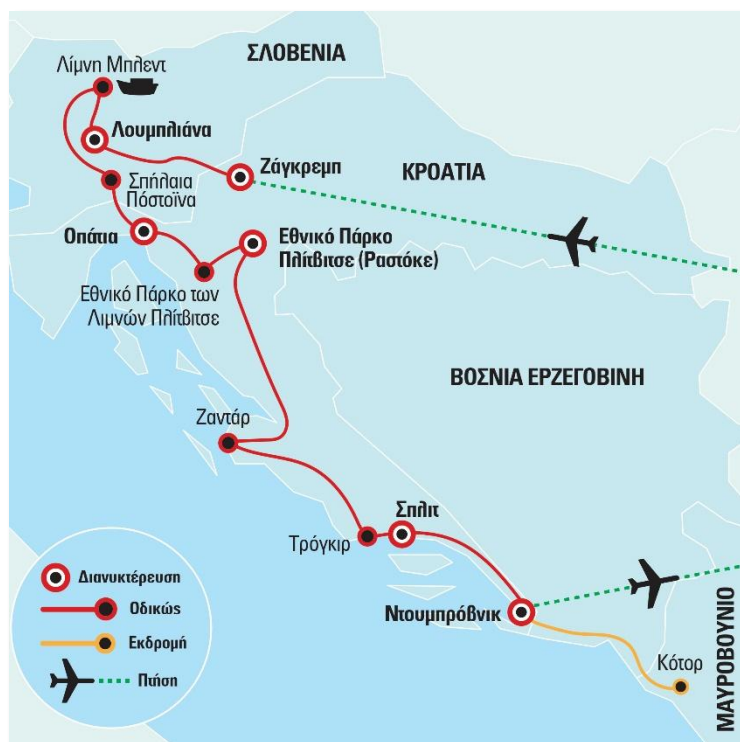 ΣΛΟΒΕΝΙΑ
Λίμνη Μπλεντ
Λουμπλιάνα
Ζάγκρεμπ
ΚΡΟΑΤΙΑ
Σπήλαια
Πόστοϊνα
Οπάτια
Εθνικό Πάρκο
Πλίτβιτσε (Ραστόκε)
Εθνικό Πάρκο των
Λιμνών Πλίτβιτσε
ΒΟΣΝΙΑ ΕΡΖΕΓΟΒΙΝΗ
Ζαντάρ
Σπλιτ
Τρόγκιρ
Ντουμπρόβνικ
Κότορ
ΜΑΥΡΟΒΟΥΝΙΟ
Διανυκτέρευση
Οδικώς
Εκδρομή
Πτήση